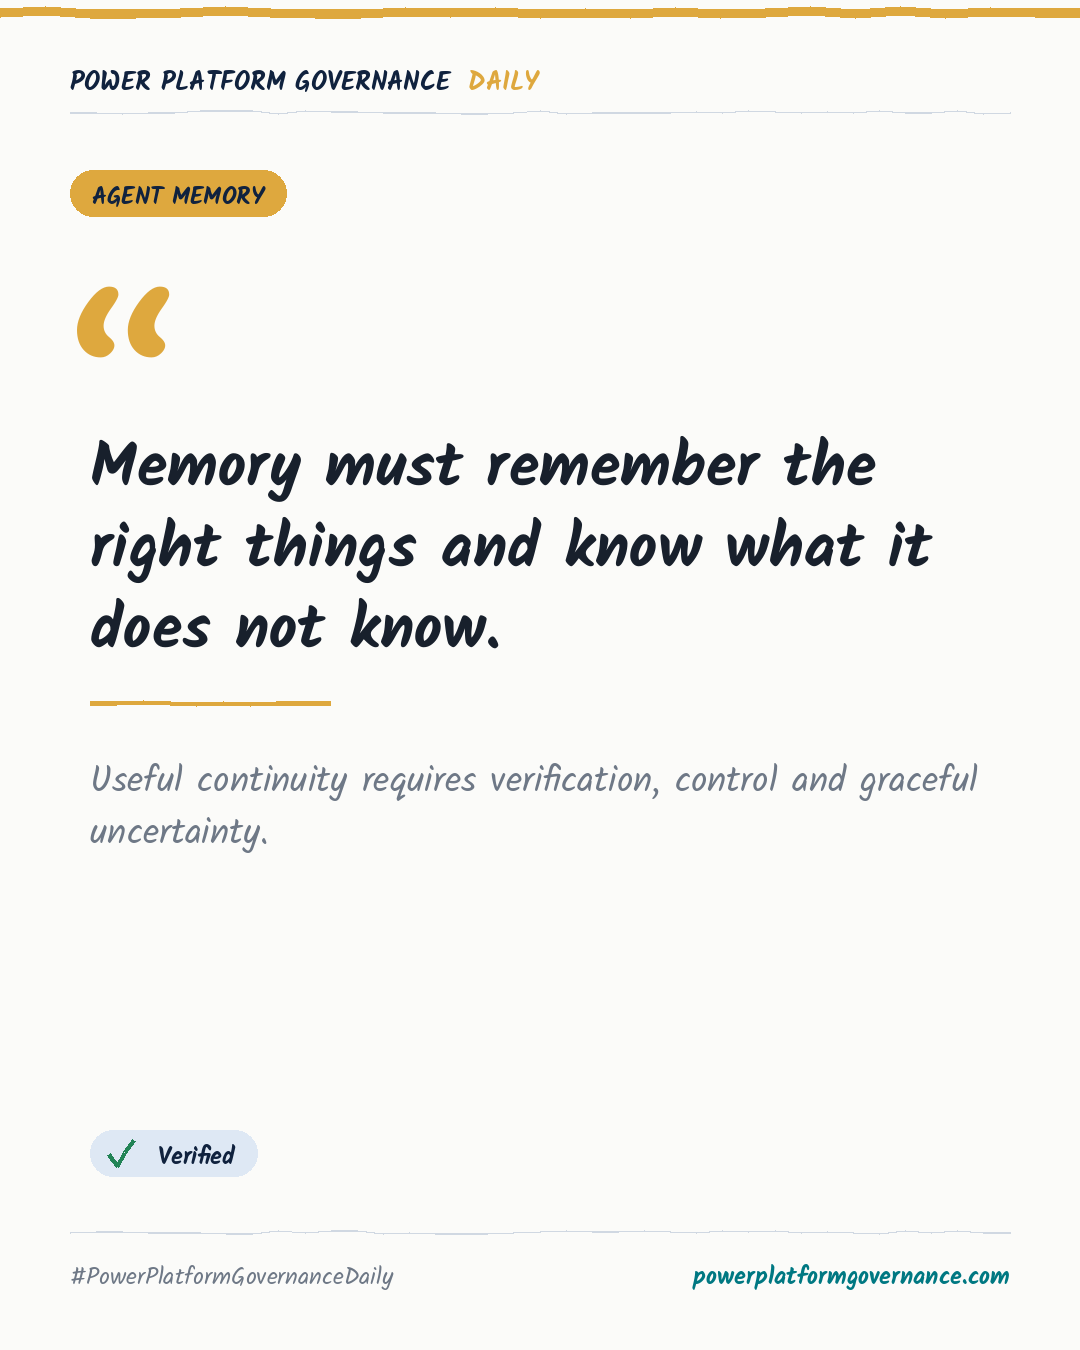 POWER PLATFORM GOVERNANCE DAILY
AGENT MEMORY
“
Memory must remember the
right things and know what it
does not know.
Useful continuity requires verification, control and graceful
uncertainty.
Verified
#PowerPlatformGovernanceDaily
powerplatformgovernance.com